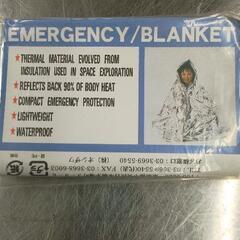 EMERGENCY/BLANKET
★THERMAL MATERIAL EVOLVED FROM
INSULATION USED IN SPACE EXPLORATION
★REFLECTS BACK 90% OF BODY HEAT
★COMPACT EMERGENCY PROTECTION
★LIGHTWEIGHT
★WATERPROOF